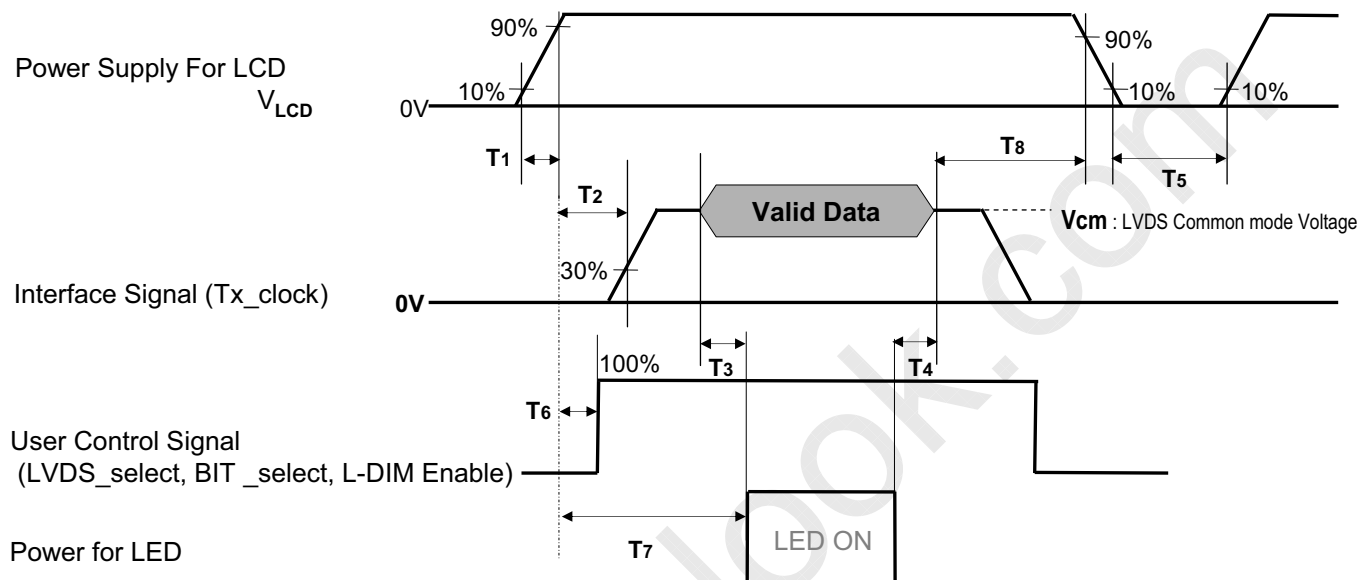 90%
90%
Power Supply For LCD
VLCD
10%
10%
10%
0V
T1
T8
T5
T2
Valid Data
Vcm : LVDS Common mode Voltage
30%
Interface Signal (Tx_clock)
0V
T3
T4
100%
T6
User Control Signal
(LVDS_select, BIT _select, L-DIM Enable)
T7
LED ON
Power for LED
look.com